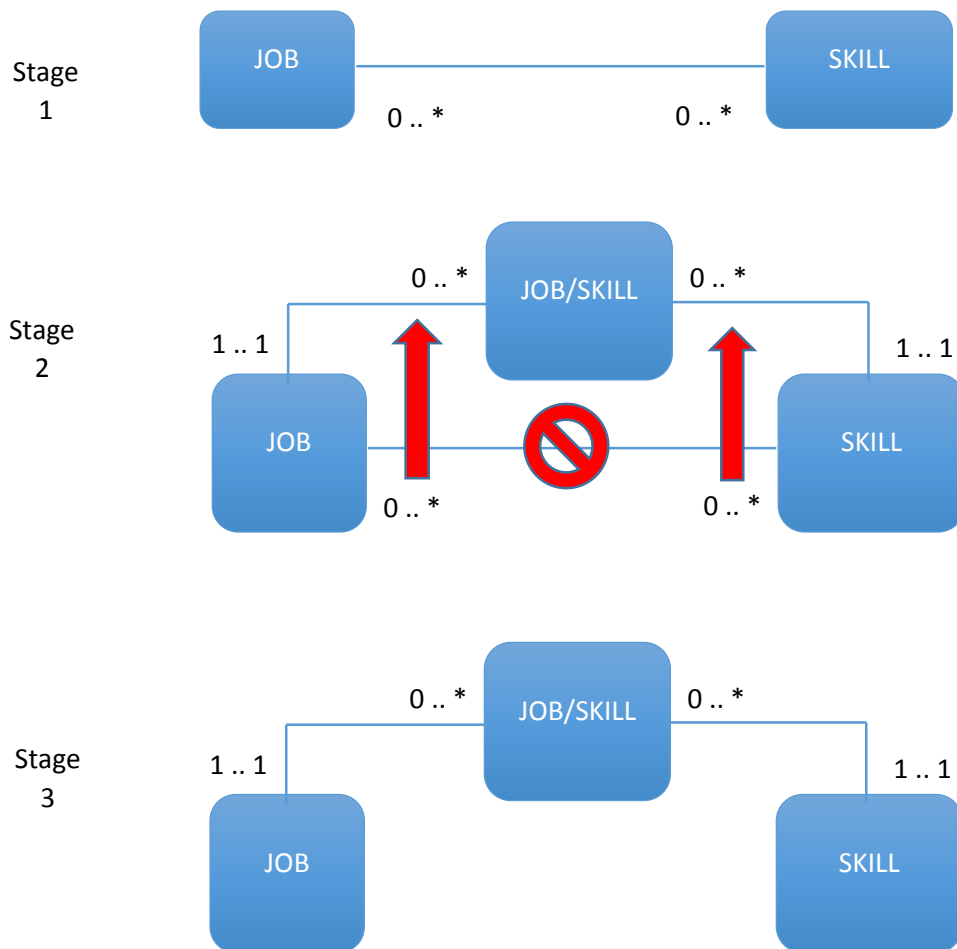 JOB
SKILL
Stage
1
0 .. *
0 .. *
JOB/SKILL
0 .. *
0 .. *
Stage
2
1 .. 1
1 .. 1
JOB
SKILL
0 .. *
0 .. *
JOB/SKILL
0 .. *
0 .. *
Stage
3
1 .. 1
1 .. 1
JOB
SKILL